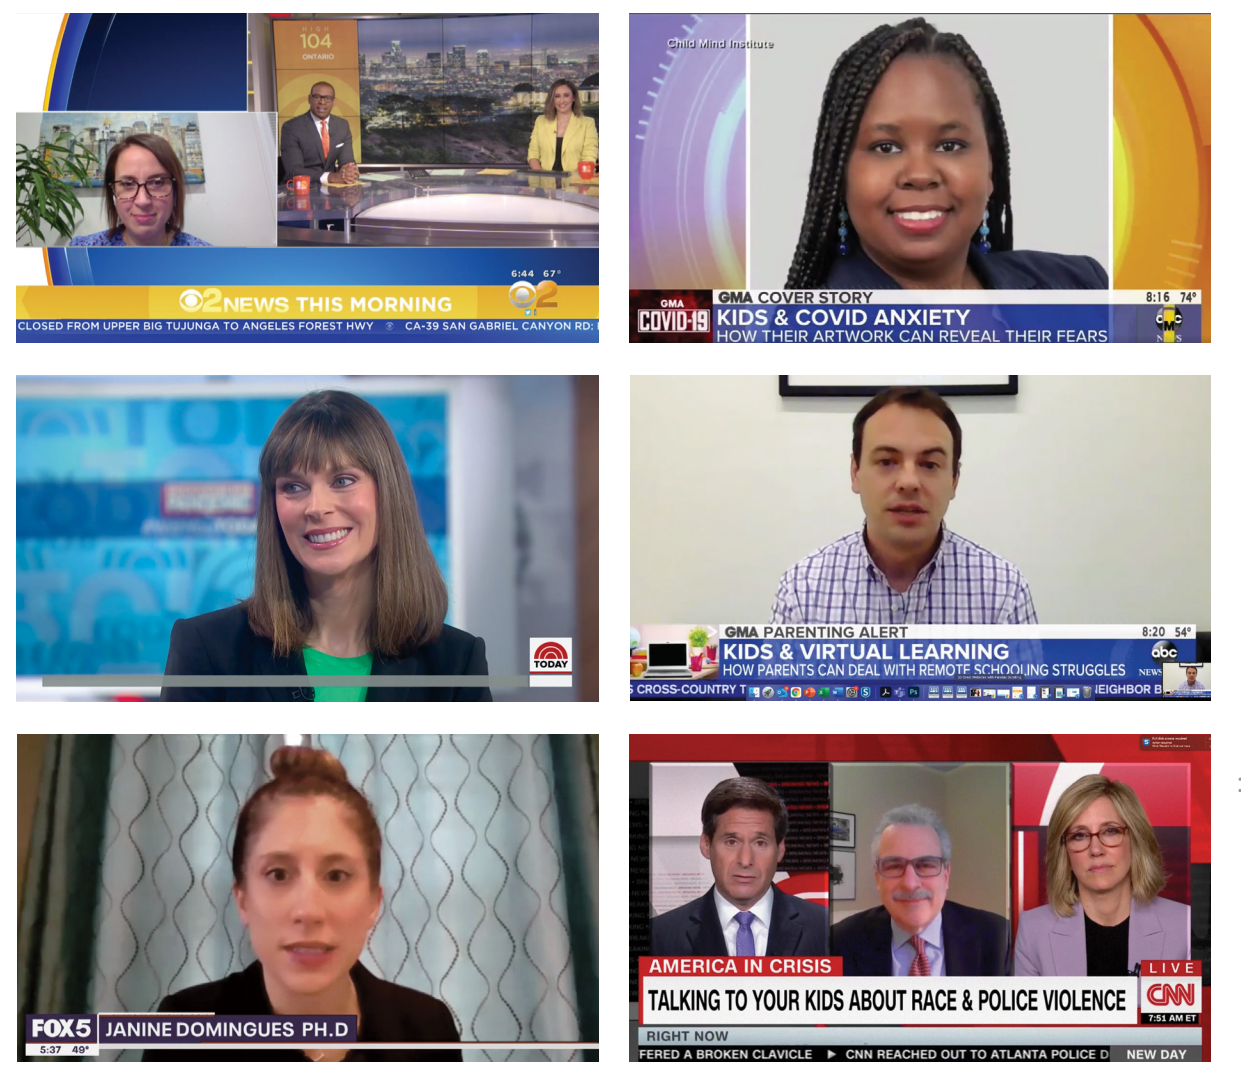 HIGH
104
ONTARIO
6:44 67°
2 NEWS THIS MORNING
2
CLOSED FROM UPPER BIG TUJUNGA TO ANGELES FOREST HWY CA-39 SAN GABRIEL CANYON RD:
Child Mind Institute
GMA
COVID-19
GMA COVER STORY
8:16 74°
KIDS & COVID ANXIETY
HOW THEIR ARTWORK CAN REVEAL THEIR FEARS
TODAY
GMA PARENTING ALERT
8:20 54°
KIDS & VIRTUAL LEARNING
abc
HOW PARENTS CAN DEAL WITH REMOTE SCHOOLING STRUGGLES
NEWS
S CROSS-COUNTRY T
NEIGHBOR B
FOX 5
JANINE DOMINGUES PH.D
5:37 49°
AMERICA IN CRISIS
LIVE
TALKING TO YOUR KIDS ABOUT RACE & POLICE VIOLENCE
CNN
7:51 AM ET
RIGHT NOW
FERED A BROKEN CLAVICLE ▶ CNN REACHED OUT TO ATLANTA POLICE D
NEW DAY